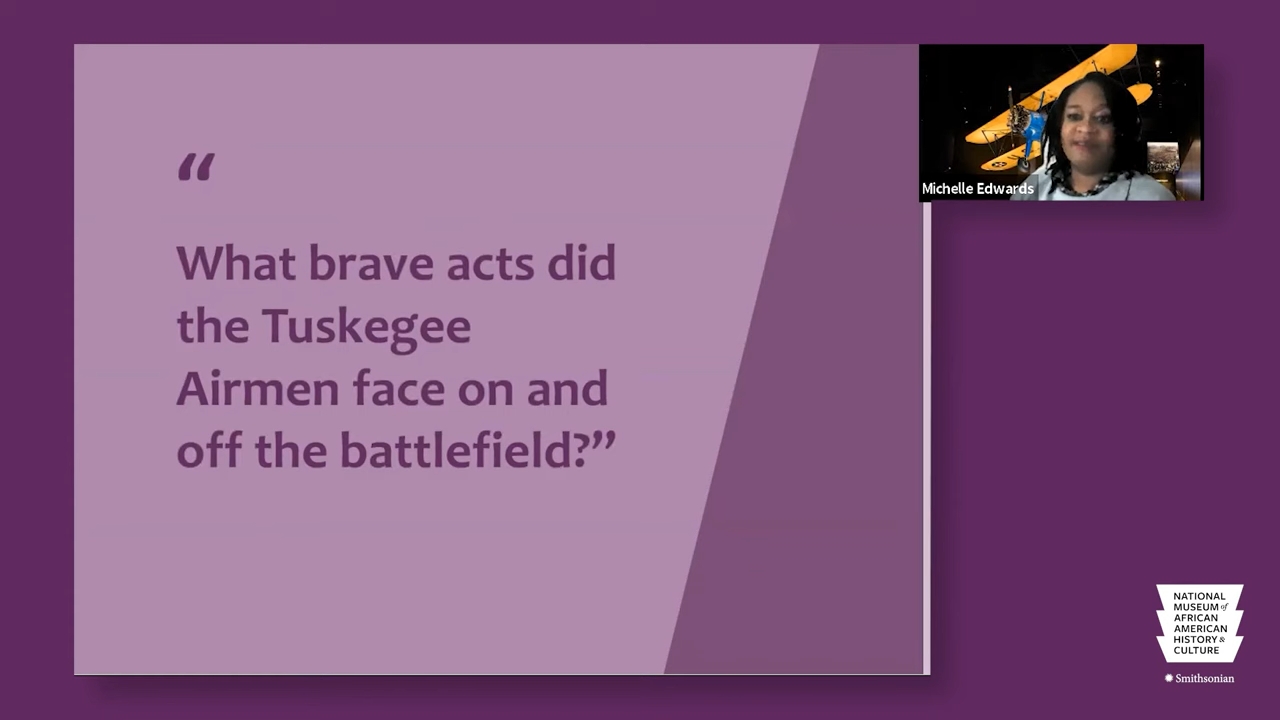 “
What brave acts did
the Tuskegee
Airmen face on and
off the battlefield?”
Michelle Edwards
NATIONAL
MUSEUM of
AFRICAN
AMERICAN
HISTORY &
CULTURE
Smithsonian